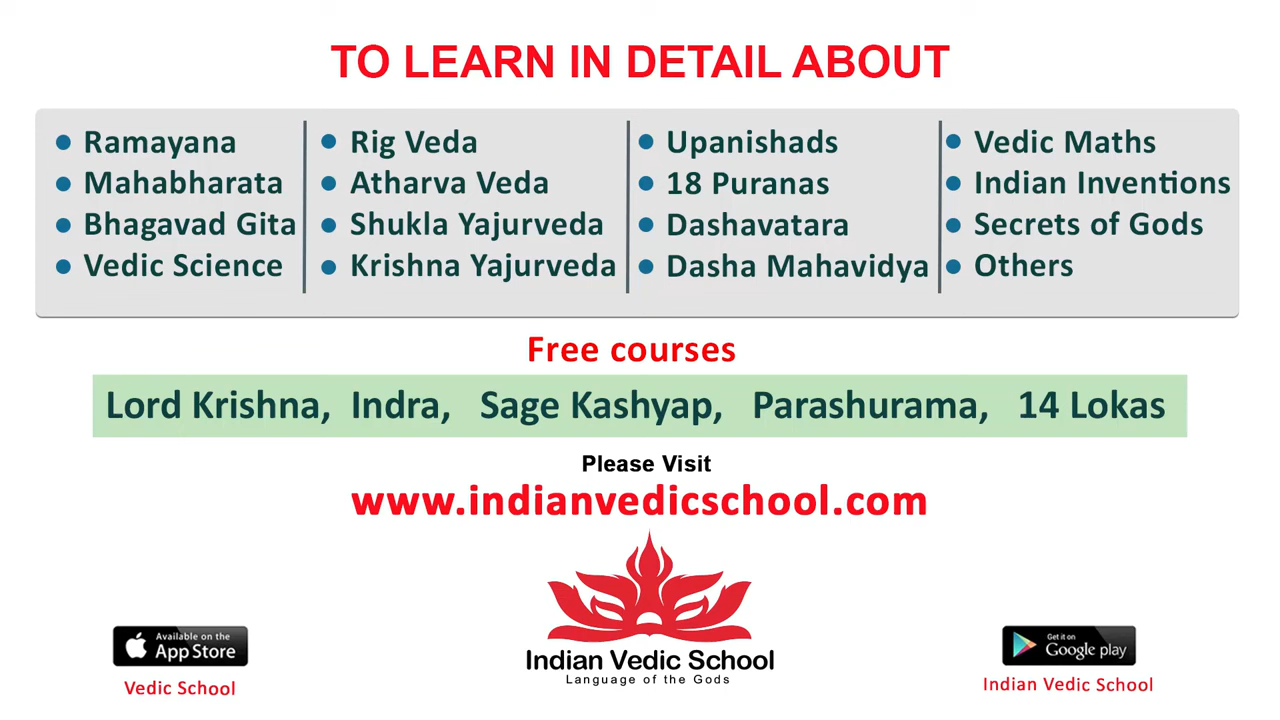 TO LEARN IN DETAIL ABOUT
Ramayana
Mahabharata
Bhagavad Gita
Vedic Science
Rig Veda
Atharva Veda
Shukla Yajurveda
Krishna Yajurveda
Upanishads
18 Puranas
Dashavatara
Dasha Mahavidya
Vedic Maths
Indian Inventions
Secrets of Gods
Others
Free courses
Lord Krishna, Indra, Sage Kashyap, Parashurama, 14 Lokas
Please Visit
www.indianvedicschool.com
Indian Vedic School
Language of the Gods
Available on the
App Store
Vedic School
Get it on
Google play
Indian Vedic School